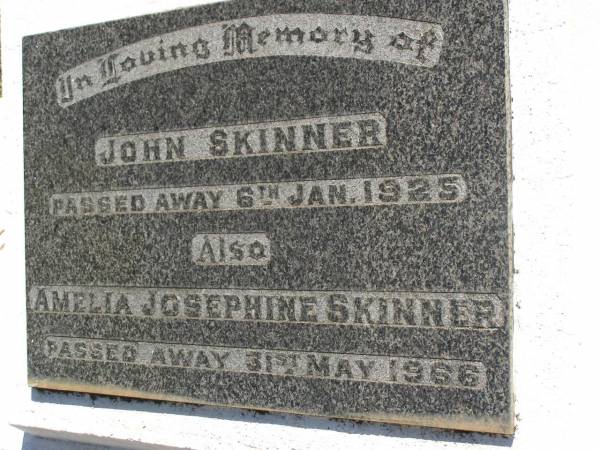 In Loving Memory of
JOHN SKINNER
PASSED AWAY 6TH JAN. 1925
ALSO
AMELIA JOSEPHINE SKINNER
PASSED AWAY 31ST MAY 1966